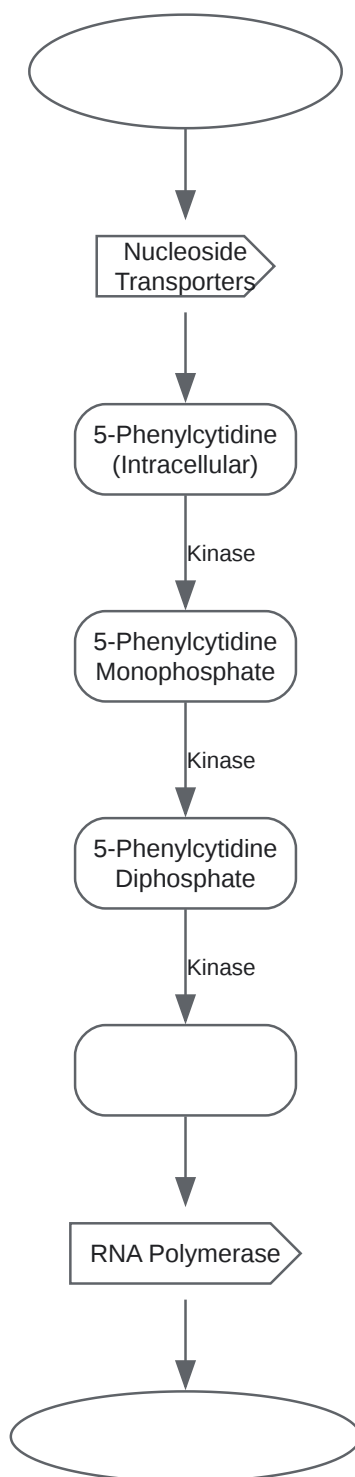 Nucleoside
Transporters
5-Phenylcytidine
(Intracellular)
Kinase
5-Phenylcytidine
Monophosphate
Kinase
5-Phenylcytidine
Diphosphate
Kinase
RNA Polymerase